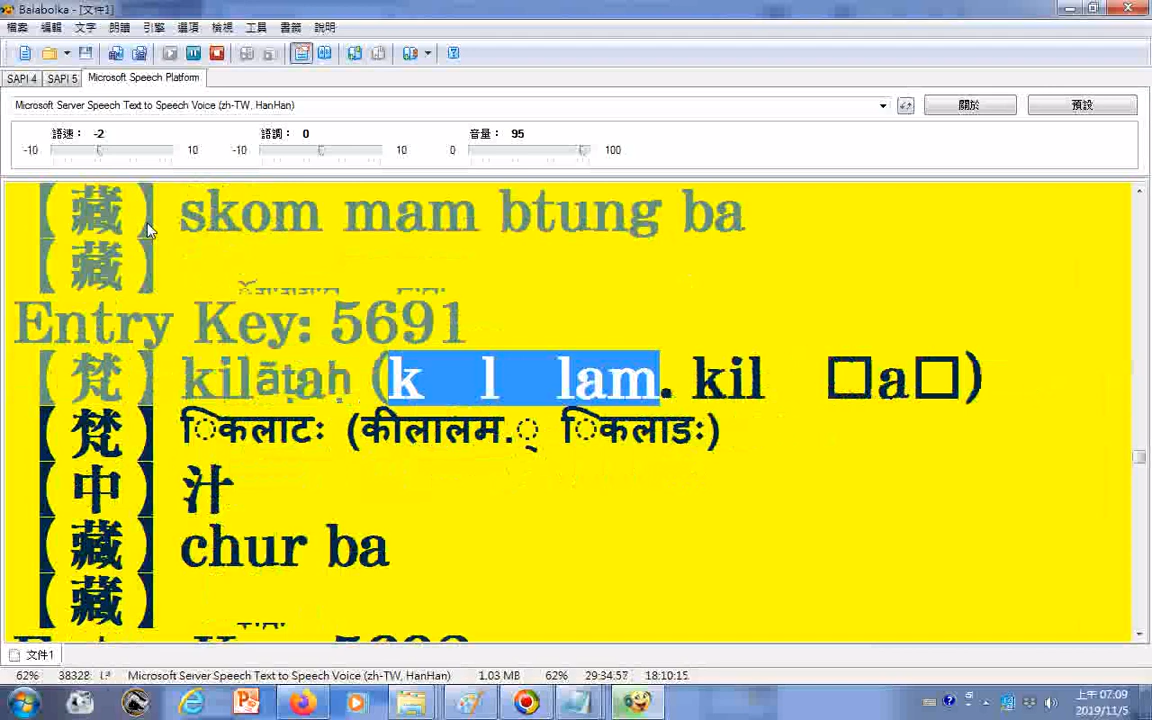 Balabolka - [文件1]
檔案 編輯 文字 朗讀 引擎 選項 檢視 工具 書籤 說明
SAPI 4 SAPI 5 Microsoft Speech Platform
Microsoft Server Speech Text to Speech Voice (zh-TW, HanHan) 關於 預設
語速： -2 語調： 0 音量： 95
-10 10 -10 10 0 100
【藏】 skom mam btung ba
【藏】
Entry Key: 5691
【梵】 kilāṭaḥ (k l lam. kil □a□)
【梵】 िकलाटः (कीलालम.् िकलाडः)
【中】 汁
【藏】 chur ba
【藏】
文件1
62% 38328 Microsoft Server Speech Text to Speech Voice (zh-TW, HanHan) 1.03 MB 62% 29:34:57 18:10:15
上午 07:09
2019/11/5